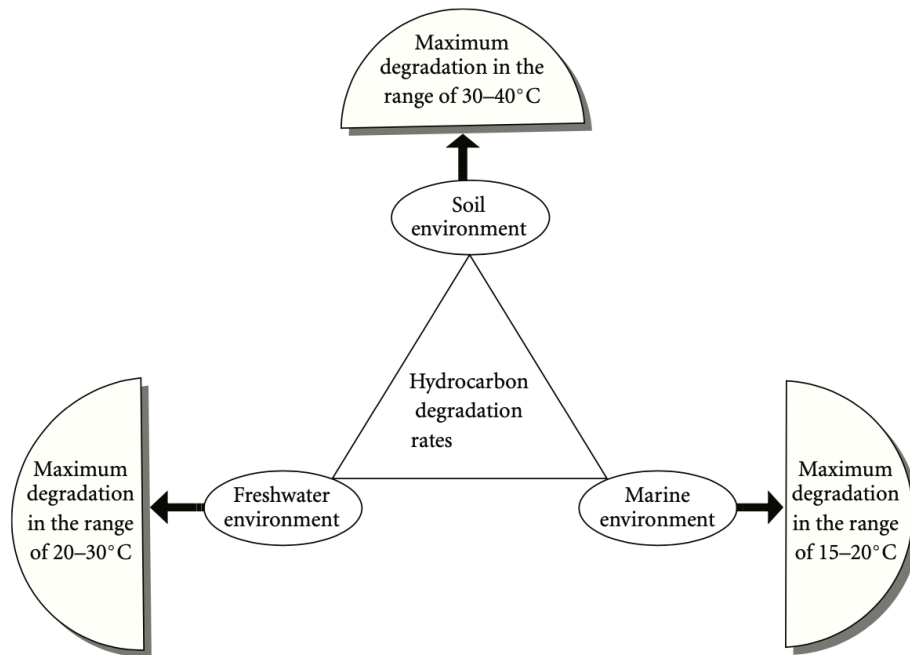 Maximum
degradation in the
range of 30–40°C
Soil
environment
Hydrocarbon
degradation
rates
Maximum
degradation
in the range
of 20–30°C
Freshwater
environment
Marine
environment
Maximum
degradation
in the range
of 15–20°C